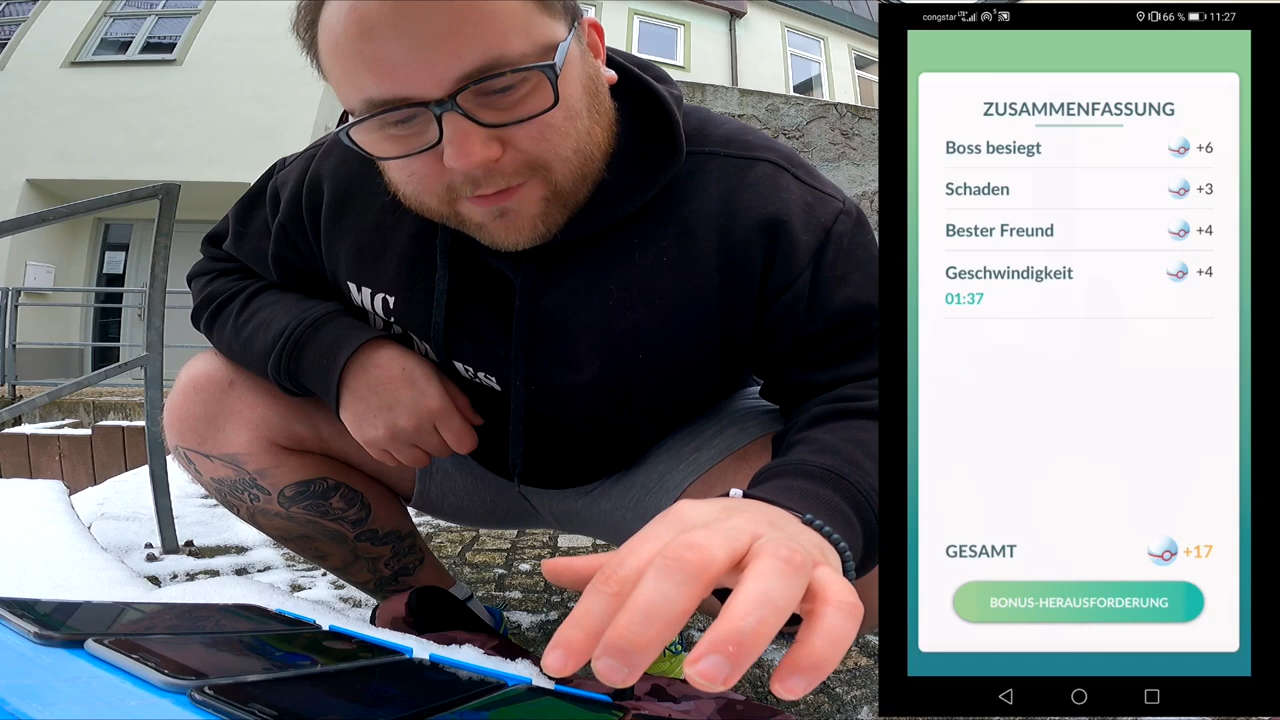 congstar
66 % 11:27
ZUSAMMENFASSUNG
Boss besiegt +6
Schaden +3
Bester Freund +4
Geschwindigkeit +4
01:37
GESAMT +17
BONUS-HERAUSFORDERUNG
MC